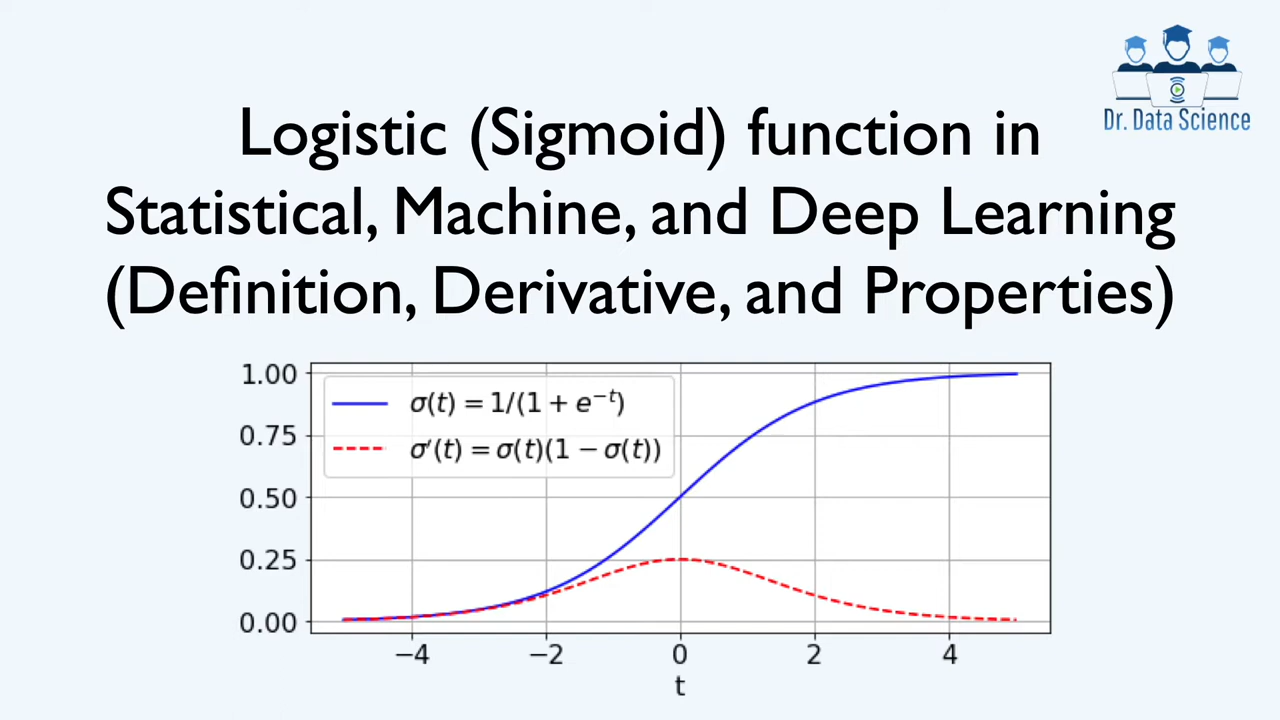 Dr. Data Science
Logistic (Sigmoid) function in
Statistical, Machine, and Deep Learning
(Definition, Derivative, and Properties)
1.00
0.75
0.50
0.25
0.00
σ(t) = 1/(1 + e⁻ᵗ)
σ′(t) = σ(t)(1 − σ(t))
−4 −2 0 2 4
t